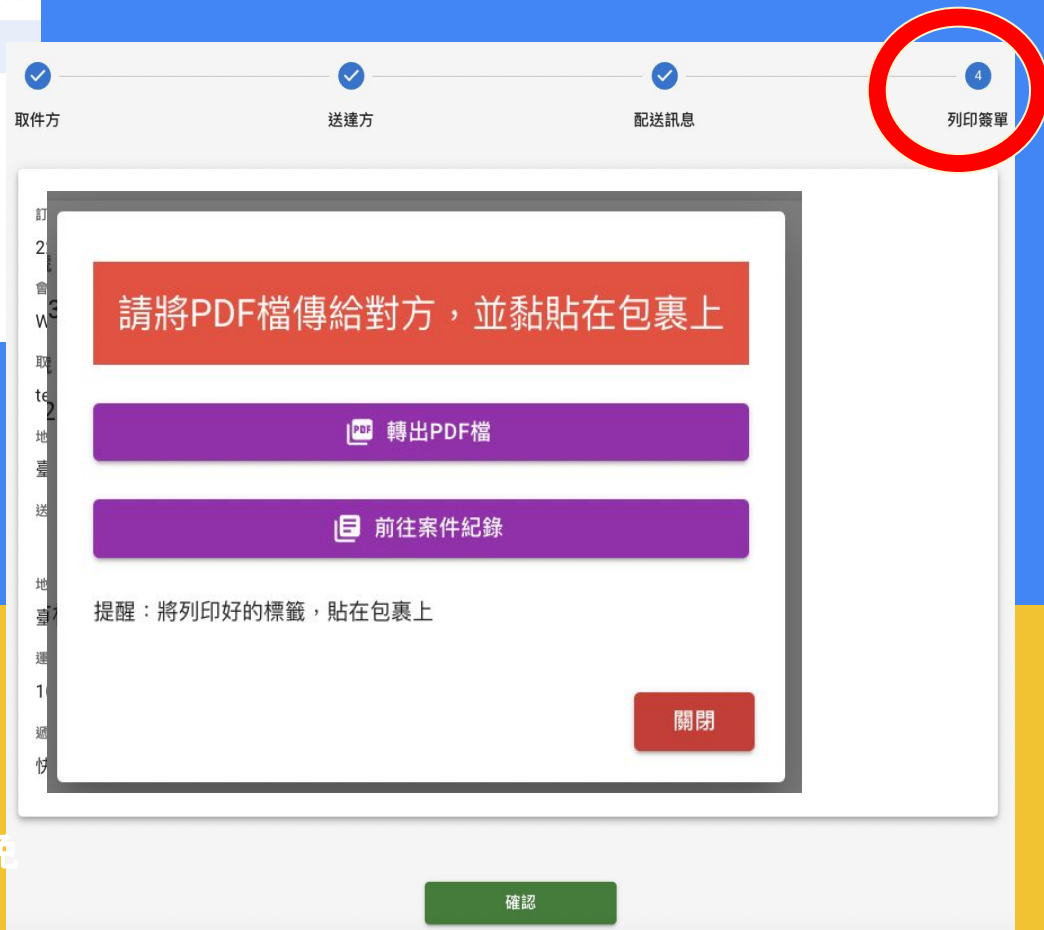 取件方
送達方
配送訊息
4
列印簽單
請將PDF檔傳給對方,並黏貼在包裹上
PDF 轉出PDF檔
前往案件紀錄
提醒:將列印好的標籤,貼在包裹上
關閉
確認